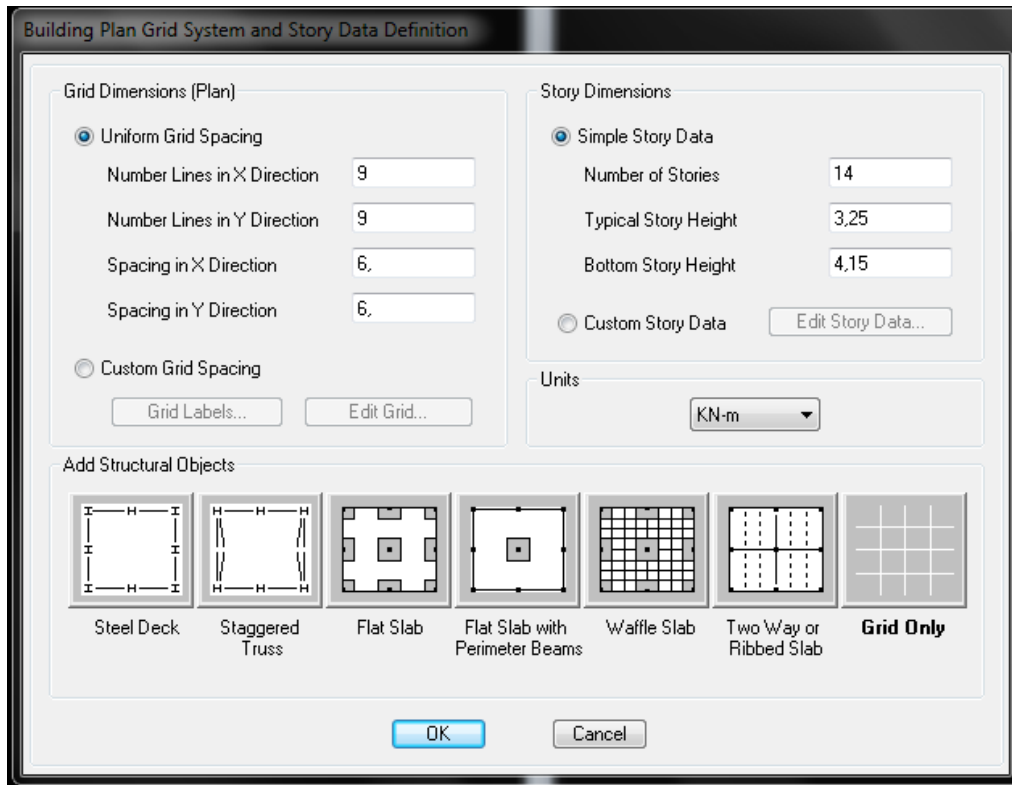 Building Plan Grid System and Story Data Definition
Grid Dimensions (Plan)
Uniform Grid Spacing
Number Lines in X Direction 9
Number Lines in Y Direction 9
Spacing in X Direction 6,
Spacing in Y Direction 6,
Custom Grid Spacing
Grid Labels... Edit Grid...
Story Dimensions
Simple Story Data
Number of Stories 14
Typical Story Height 3,25
Bottom Story Height 4,15
Custom Story Data Edit Story Data...
Units
KN-m
Add Structural Objects
Steel Deck
Staggered
Truss
Flat Slab
Flat Slab with
Perimeter Beams
Waffle Slab
Two Way or
Ribbed Slab
Grid Only
OK Cancel